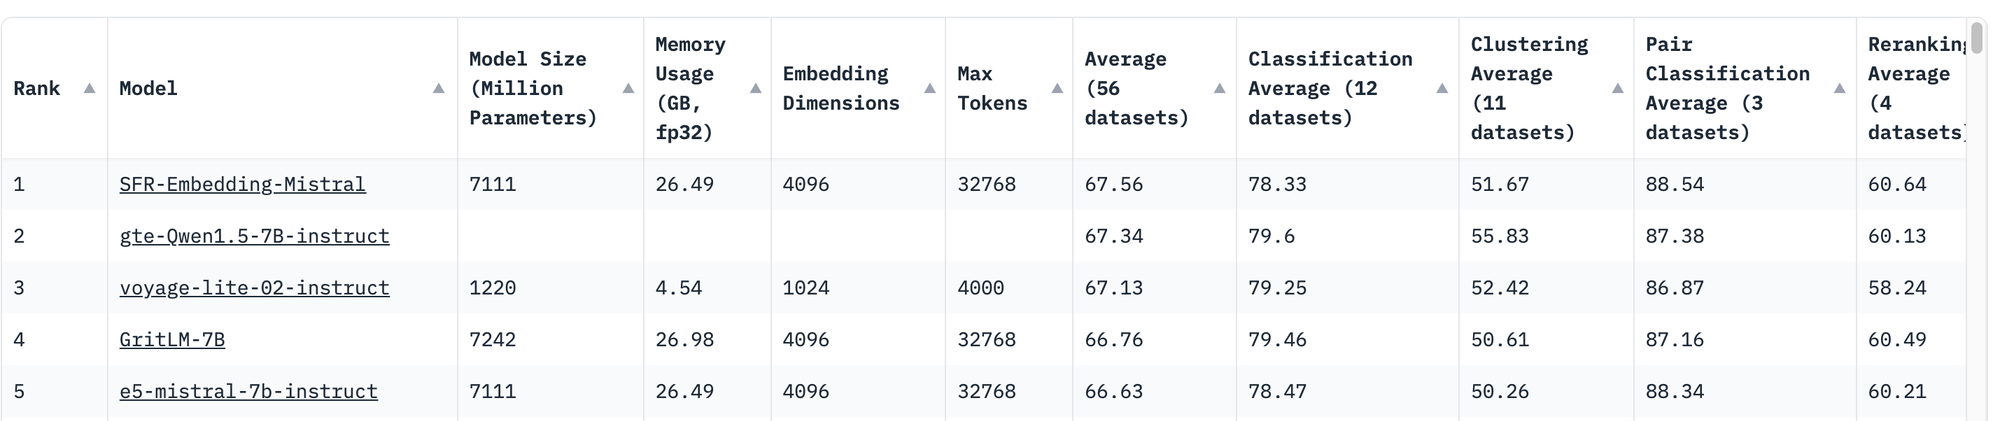 Rank Model Model Size (Million Parameters) Memory Usage (GB, fp32) Embedding Dimensions Max Tokens Average (56 datasets) Classification Average (12 datasets) Clustering Average (11 datasets) Pair Classification Average (3 datasets) Reranking Average (4 datasets)
1 SFR-Embedding-Mistral 7111 26.49 4096 32768 67.56 78.33 51.67 88.54 60.64
2 gte-Qwen1.5-7B-instruct 67.34 79.6 55.83 87.38 60.13
3 voyage-lite-02-instruct 1220 4.54 1024 4000 67.13 79.25 52.42 86.87 58.24
4 GritLM-7B 7242 26.98 4096 32768 66.76 79.46 50.61 87.16 60.49
5 e5-mistral-7b-instruct 7111 26.49 4096 32768 66.63 78.47 50.26 88.34 60.21